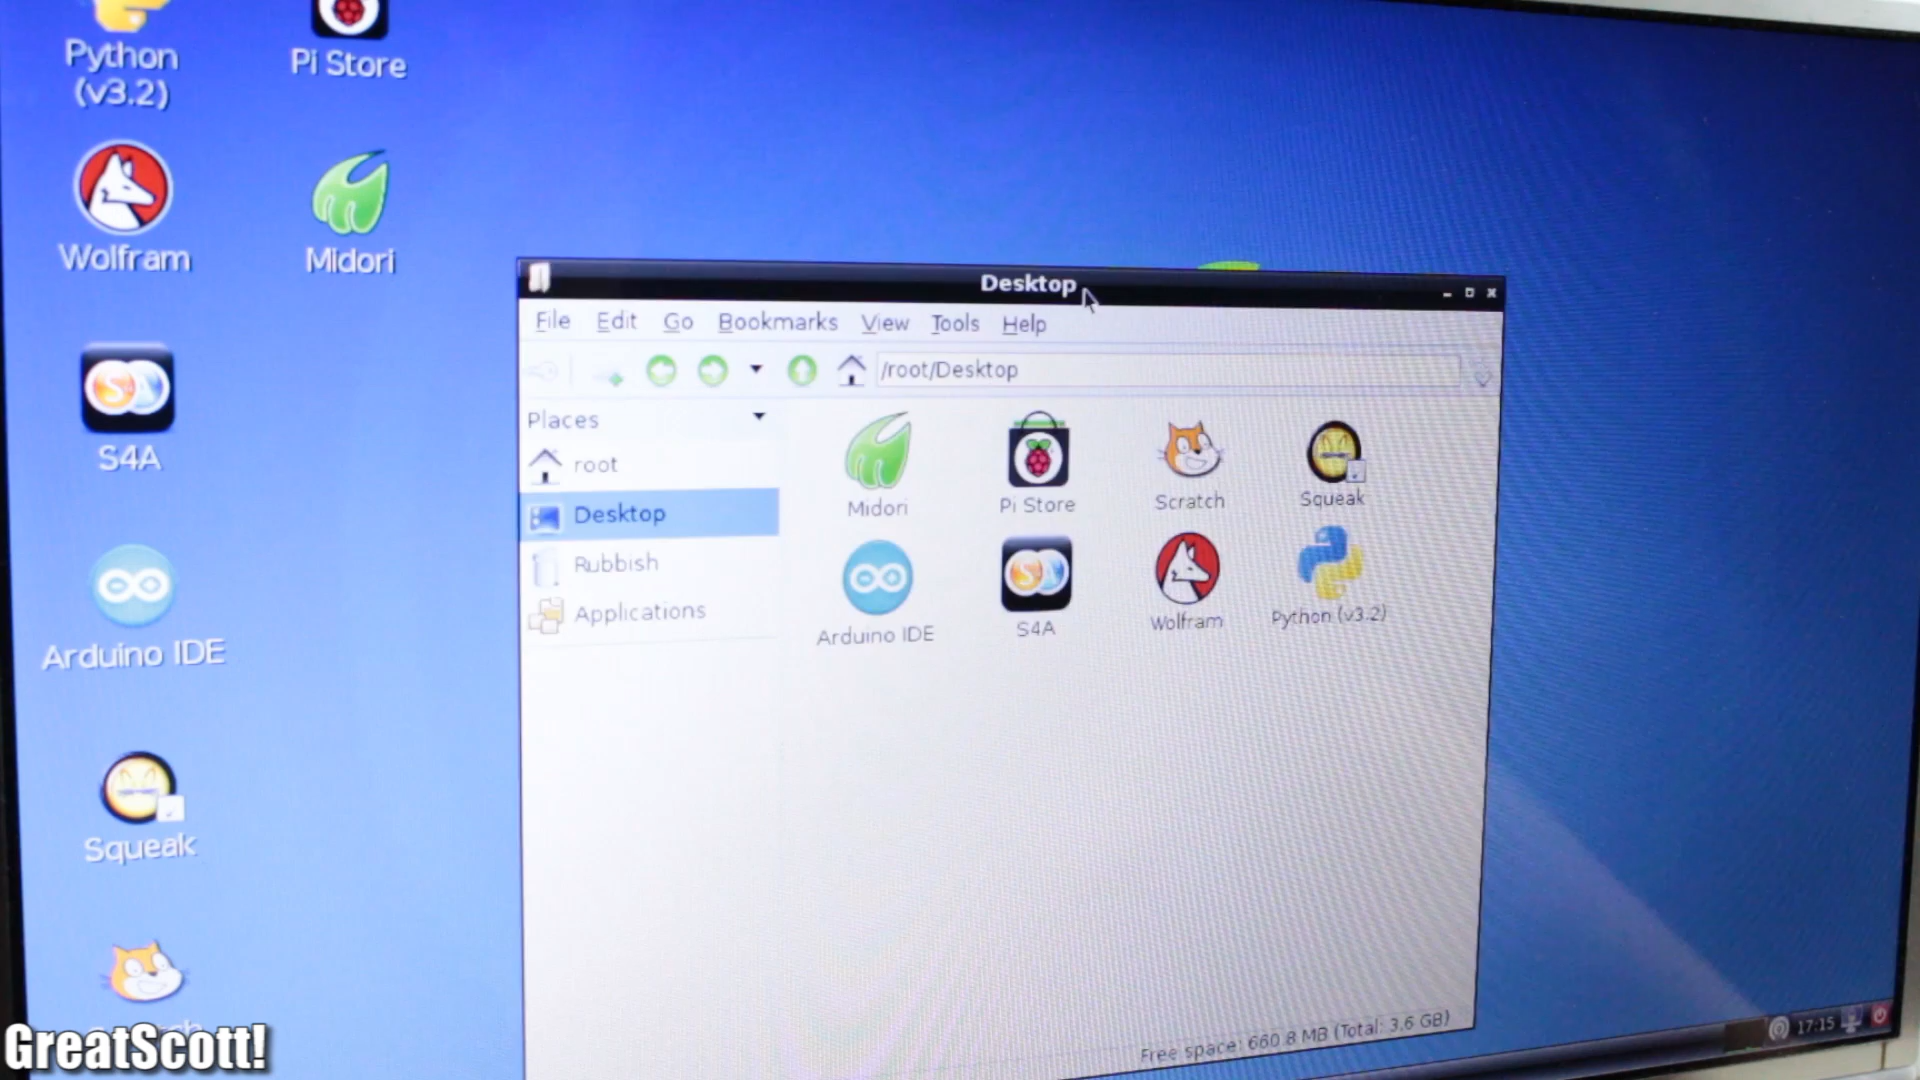 Python
(v3.2)
Pi Store
Wolfram
Midori
S4A
Arduino IDE
Squeak
Desktop
File Edit Go Bookmarks View Tools Help
/root/Desktop
Places
root
Desktop
Rubbish
Applications
Midori
Pi Store
Scratch
Squeak
Arduino IDE
S4A
Wolfram
Python (v3.2)
Free space: 660.8 MB (Total: 3.6 GB)
17:15
GreatScott!